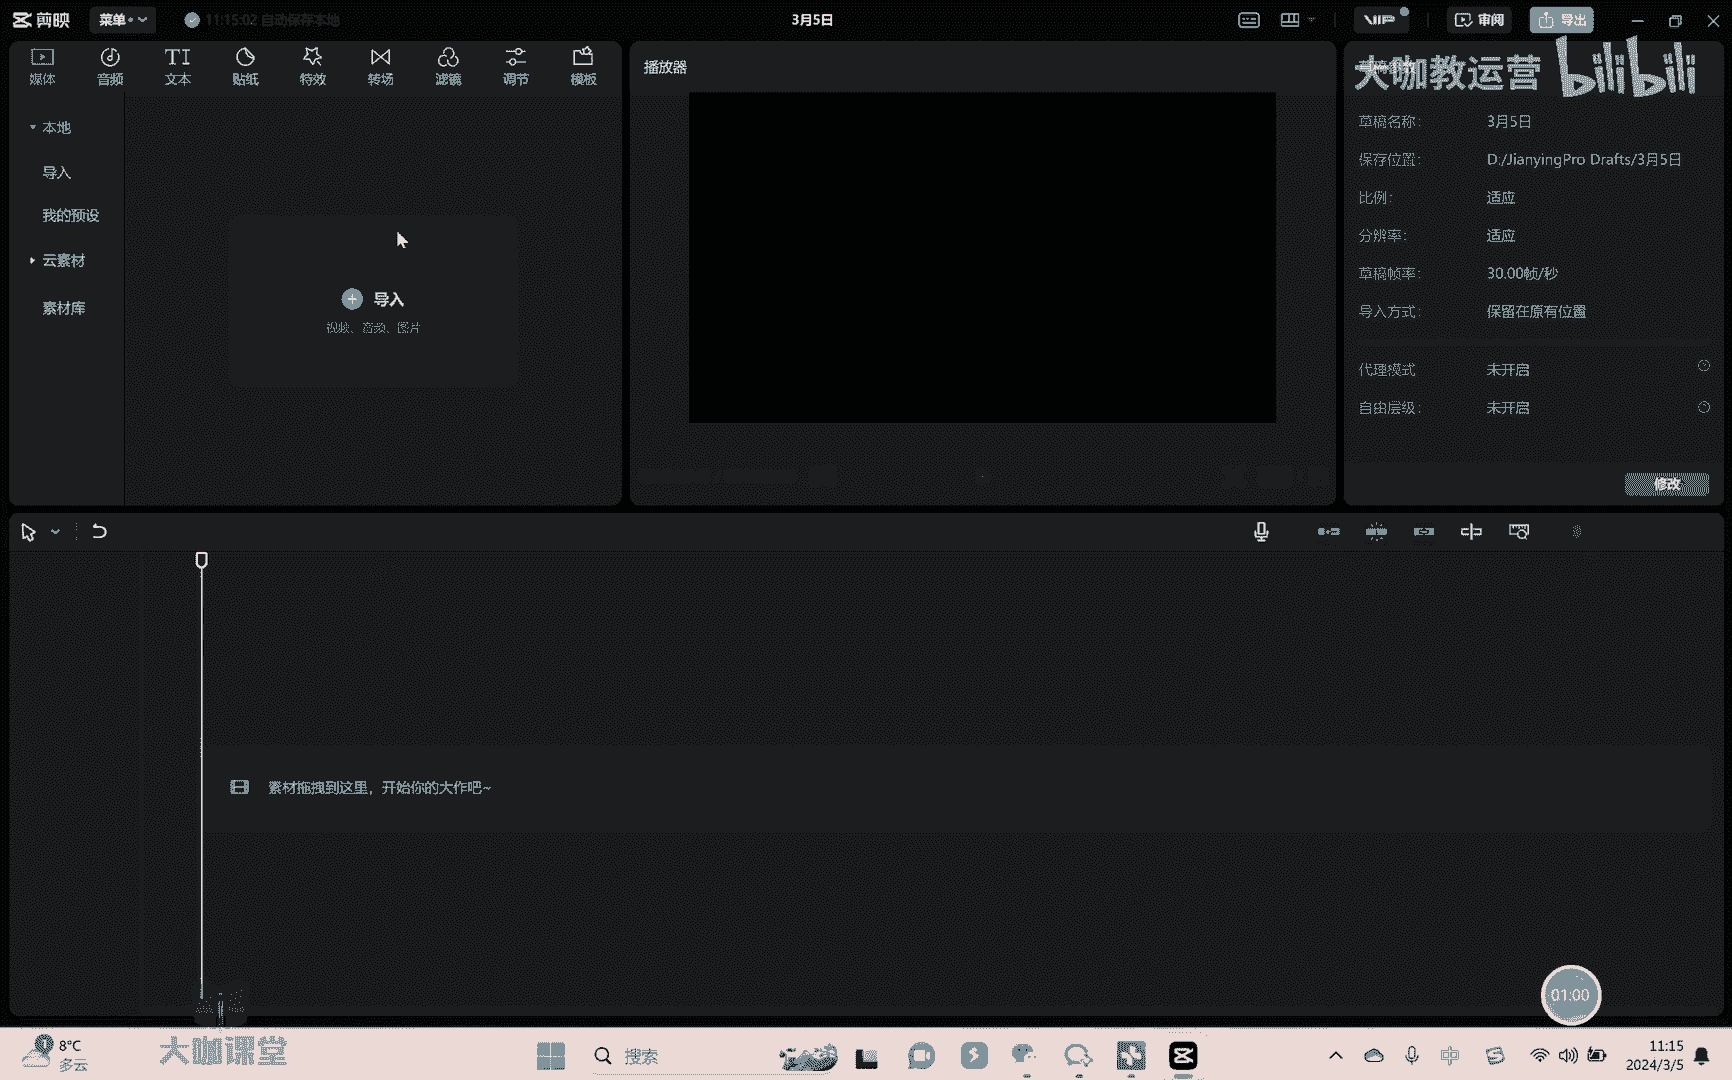 剪映 菜单 11:15:02 自动保存本地 3月5日 VIP 审阅 导出
媒体 音频 文本 贴纸 特效 转场 滤镜 调节 模板
播放器
大咖教运营 bilibili
本地
导入
我的预设
云素材
素材库
导入
视频、音频、图片
草稿名称： 3月5日
保存位置： D:/JianyingPro Drafts/3月5日
比例： 适应
分辨率： 适应
草稿帧率： 30.00帧/秒
导入方式： 保留在原有位置
代理模式 未开启
自由层级： 未开启
修改
素材拖拽到这里，开始你的大作吧~
01:00
1
8°C
多云
大咖课堂
搜索
中
11:15
2024/3/5